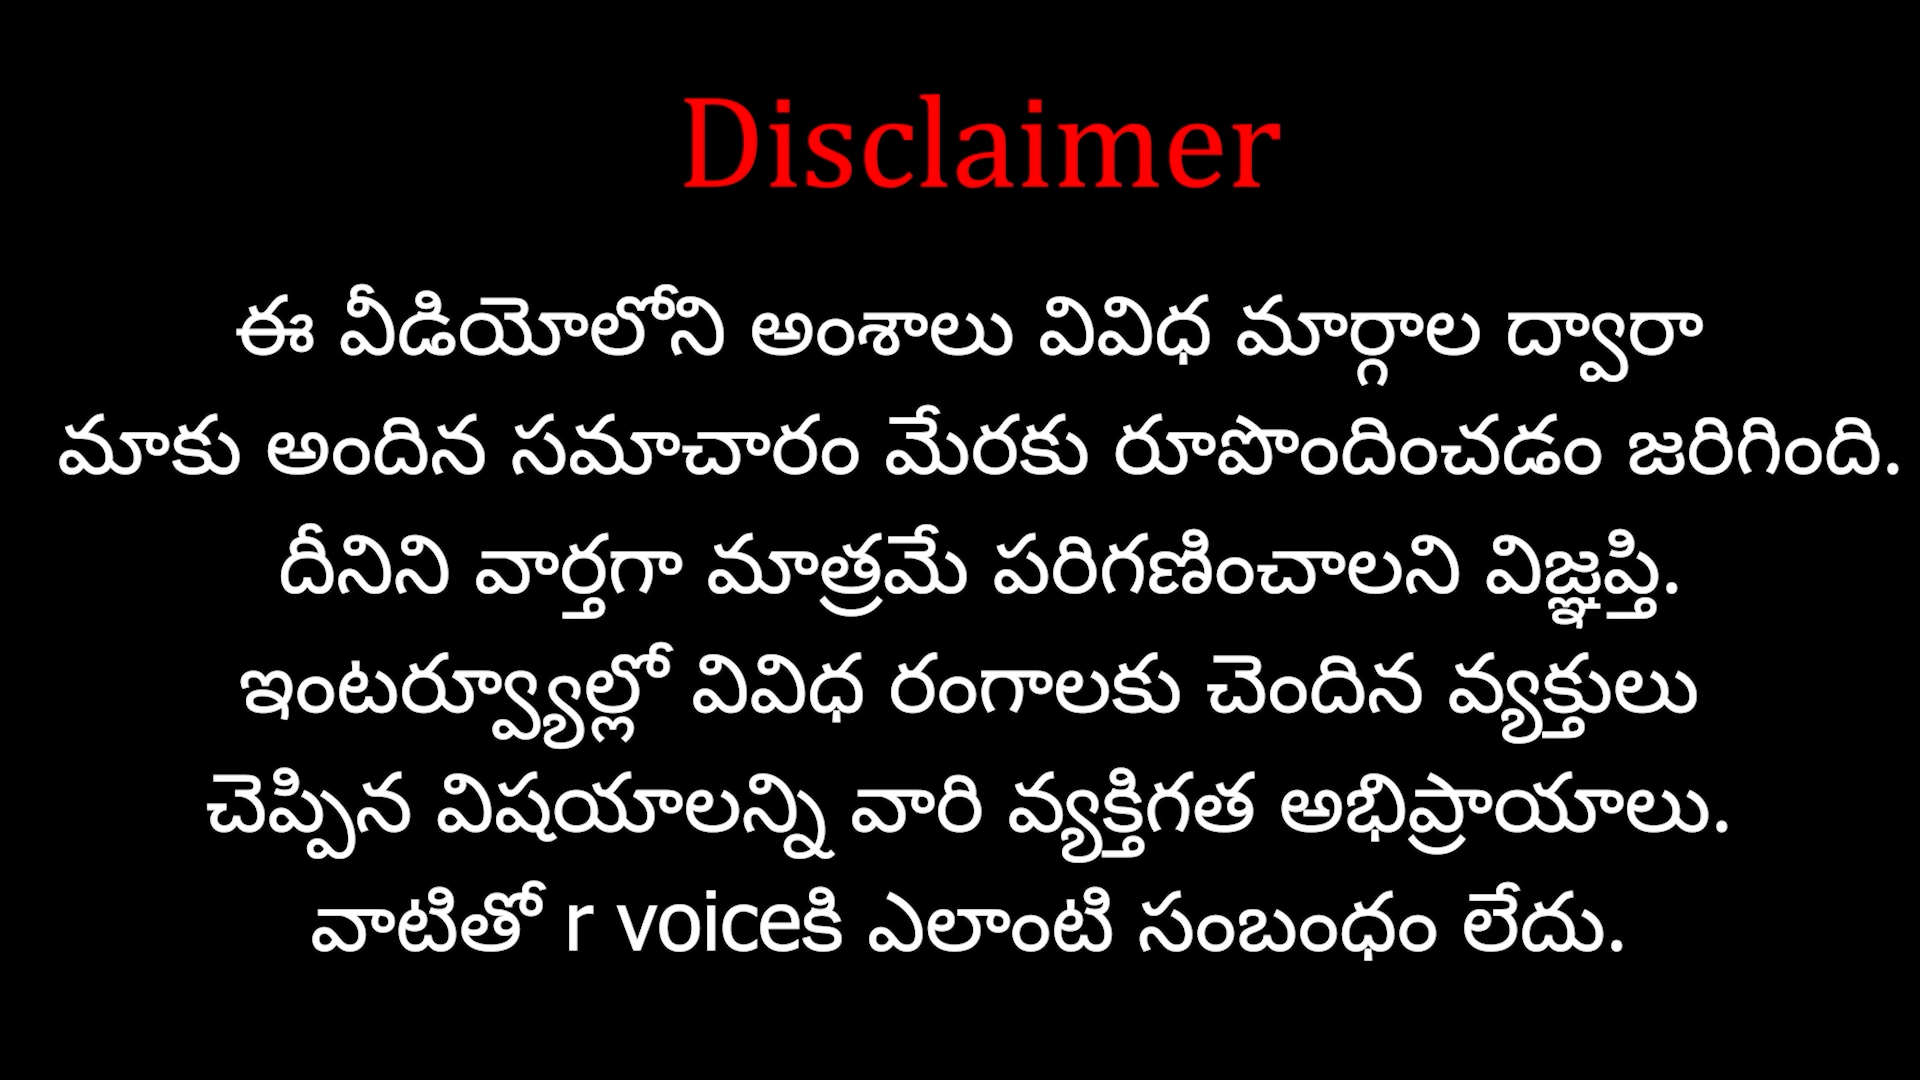 Disclaimer
ఈ వీడియోలోని అంశాలు వివిధ మార్గాల ద్వారా
మాకు అందిన సమాచారం మేరకు రూపొందించడం జరిగింది.
దీనిని వార్తగా మాత్రమే పరిగణించాలని విజ్ఞప్తి.
ఇంటర్వ్యూల్లో వివిధ రంగాలకు చెందిన వ్యక్తులు
చెప్పిన విషయాలన్ని వారి వ్యక్తిగత అభిప్రాయాలు.
వాటితో r voiceకి ఎలాంటి సంబంధం లేదు.